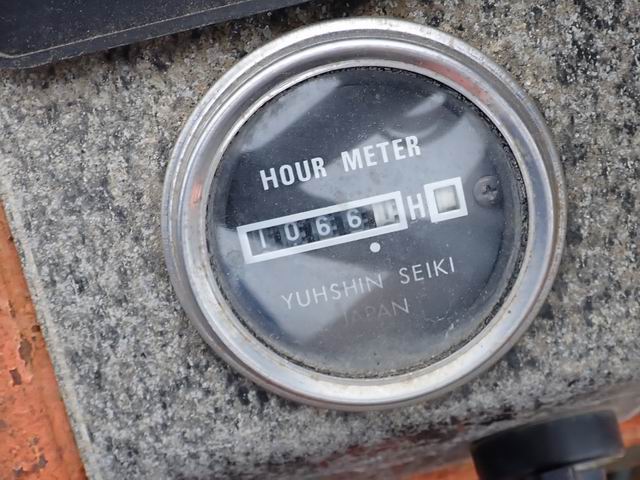 HOUR METER
1066 H
YUHSHIN SEIKI
JAPAN